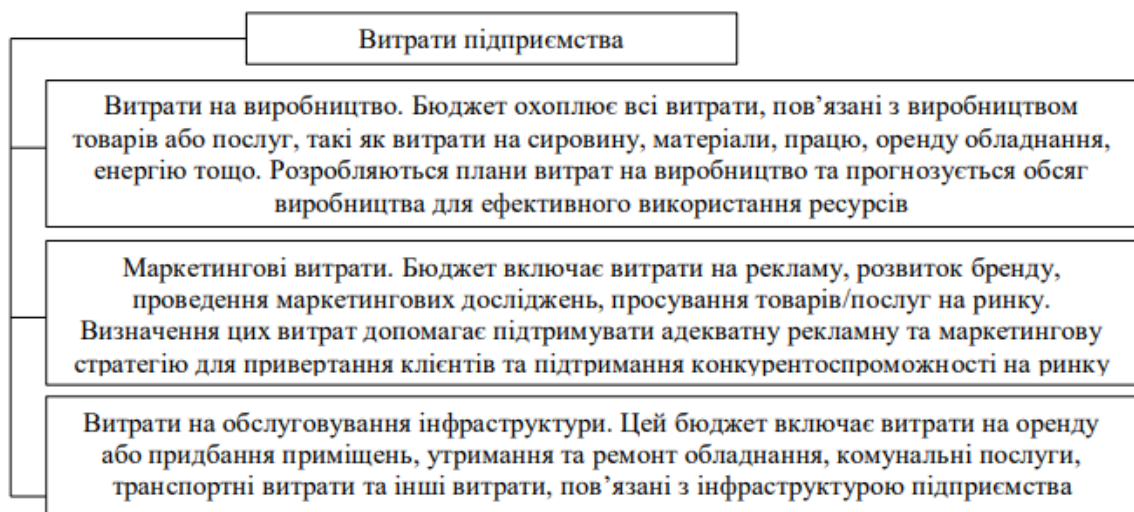 Витрати підприємства
Витрати на виробництво. Бюджет охоплює всі витрати, пов’язані з виробництвом
товарів або послуг, такі як витрати на сировину, матеріали, працю, оренду обладнання,
енергію тощо. Розробляються плани витрат на виробництво та прогнозується обсяг
виробництва для ефективного використання ресурсів
Маркетингові витрати. Бюджет включає витрати на рекламу, розвиток бренду,
проведення маркетингових досліджень, просування товарів/послуг на ринку.
Визначення цих витрат допомагає підтримувати адекватну рекламну та маркетингову
стратегію для привертання клієнтів та підтримання конкурентоспроможності на ринку
Витрати на обслуговування інфраструктури. Цей бюджет включає витрати на оренду
або придбання приміщень, утримання та ремонт обладнання, комунальні послуги,
транспортні витрати та інші витрати, пов’язані з інфраструктурою підприємства